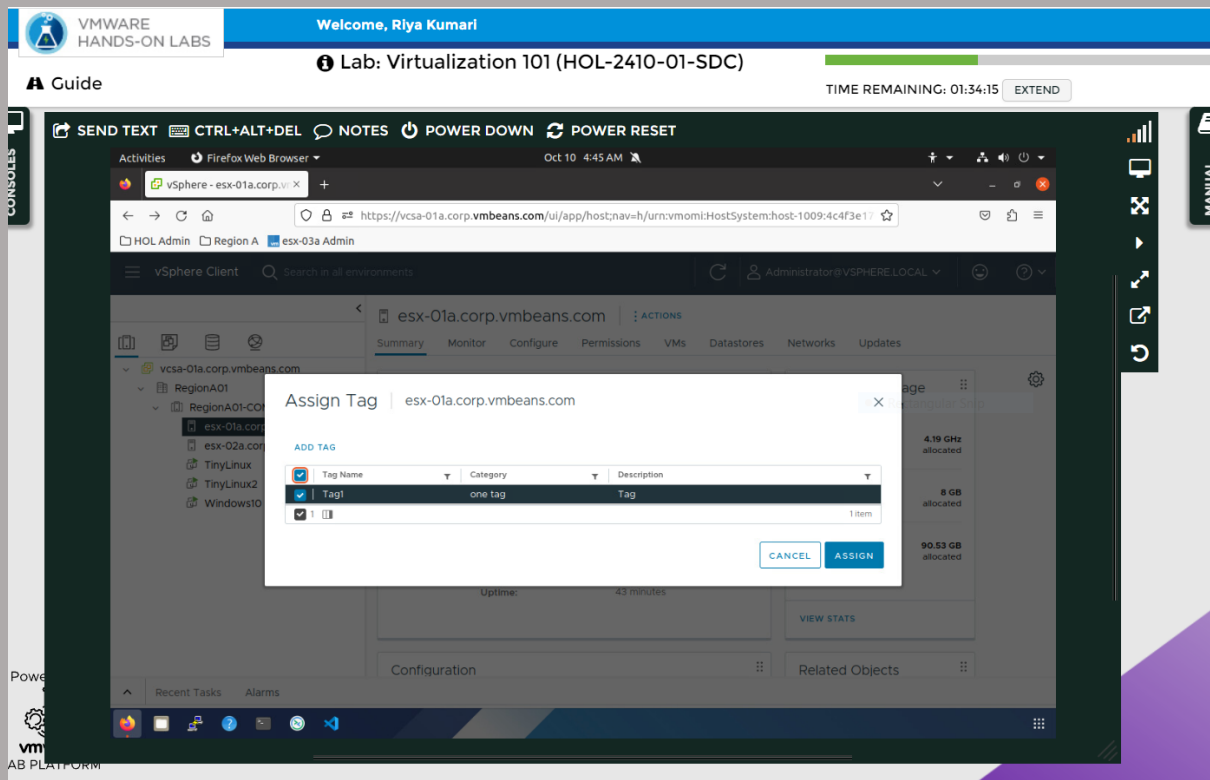 VMWARE
HANDS-ON LABS
Welcome, Riya Kumari
Lab: Virtualization 101 (HOL-2410-01-SDC)
Guide
TIME REMAINING: 01:34:15 EXTEND
CONSOLES
MANUAL
SEND TEXT CTRL+ALT+DEL NOTES POWER DOWN POWER RESET
Activities Firefox Web Browser Oct 10 4:45 AM
vSphere - esx-01a.corp.vm
https://vcsa-01a.corp.vmbeans.com/ui/app/host;nav=h/urn:vmomi:HostSystem:host-1009:4c4f3e17
HOL Admin Region A esx-03a Admin
vSphere Client Search in all environments Administrator@VSPHERE.LOCAL
esx-01a.corp.vmbeans.com ACTIONS
Summary Monitor Configure Permissions VMs Datastores Networks Updates
vcsa-01a.corp.vmbeans.com
RegionA01
RegionA01-CO
esx-01a.corp
esx-02a.cor
TinyLinux
TinyLinux2
Windows10
Assign Tag esx-01a.corp.vmbeans.com
ADD TAG
Tag Name Category Description
Tag1 one tag Tag
1 1 item
CANCEL ASSIGN
age
4.19 GHz
allocated
8 GB
allocated
90.53 GB
allocated
Uptime: 43 minutes
VIEW STATS
Configuration Related Objects
Recent Tasks Alarms
Powe
vm
AB PLATFORM